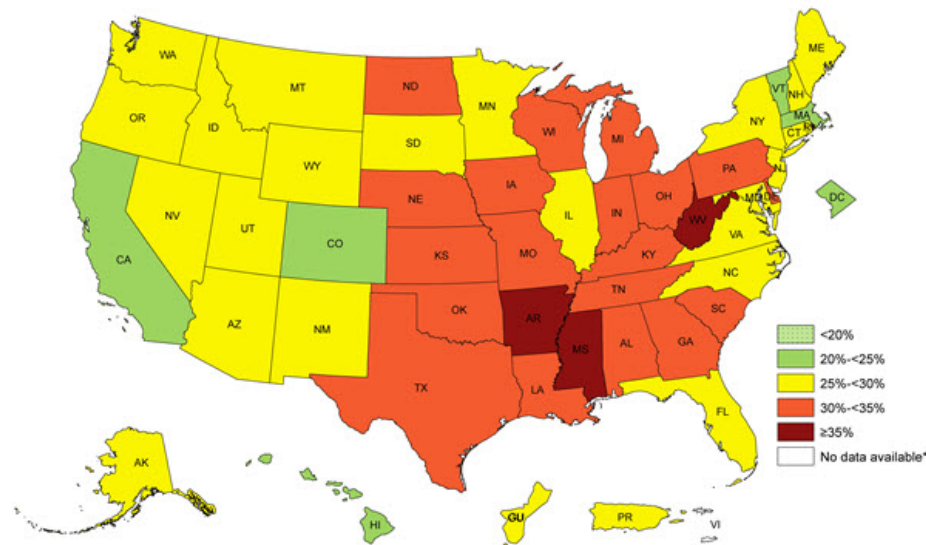 WA
MT
ND
MN
ME
VT
NH
OR
ID
SD
WI
MI
NY
MA
CT
WY
IA
PA
NJ
NE
NV
UT
CO
IL
IN
OH
MD
DE
DC
CA
KS
MO
WV
VA
KY
AZ
NM
OK
AR
TN
NC
SC
MS
AL
GA
TX
LA
FL
<20%
20%-<25%
25%-<30%
30%-<35%
≥35%
No data available*
AK
HI
GU
PR
VI